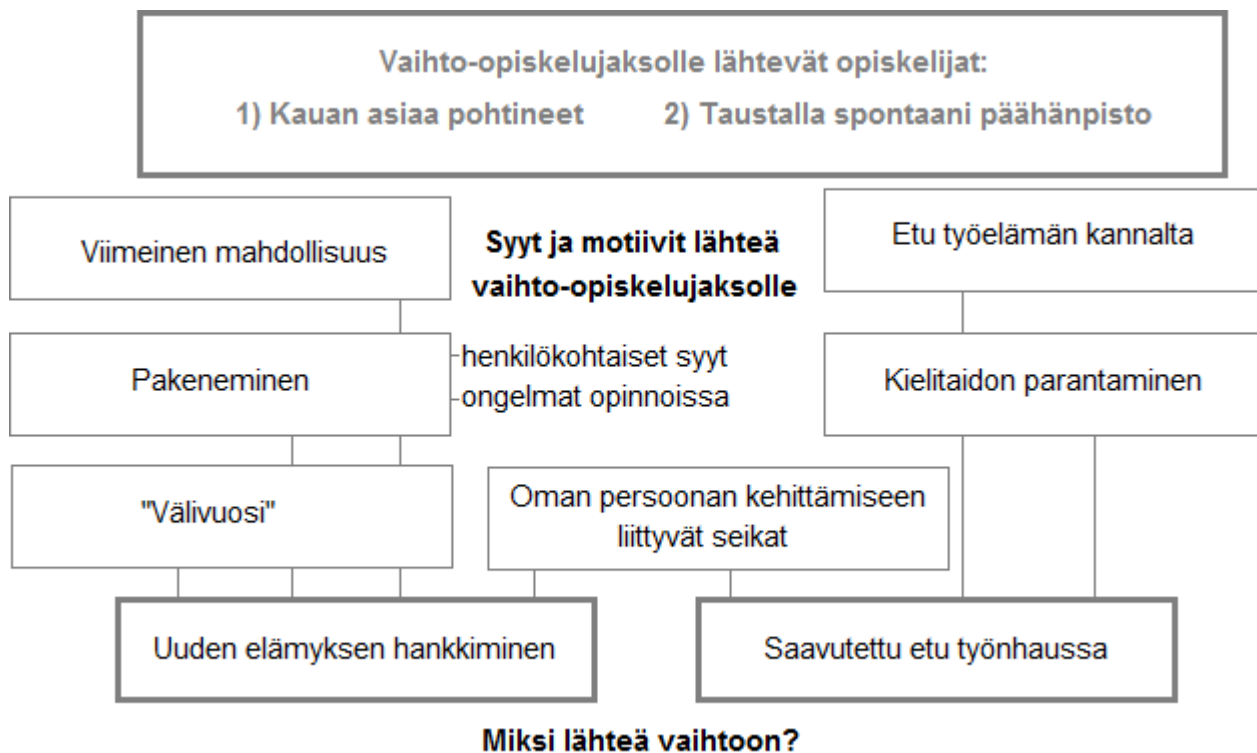 Vaihto-opiskelujaksolle lähtevät opiskelijat:
1) Kauan asiaa pohtineet 2) Taustalla spontaani päähänpisto
Viimeinen mahdollisuus
Syyt ja motiivit lähteä
vaihto-opiskelujaksolle
Etu työelämän kannalta
Pakeneminen
henkilökohtaiset syyt
ongelmat opinnoissa
Kielitaidon parantaminen
"Välivuosi"
Oman persoonan kehittämiseen
liittyvät seikat
Uuden elämyksen hankkiminen
Saavutettu etu työnhaussa
Miksi lähteä vaihtoon?